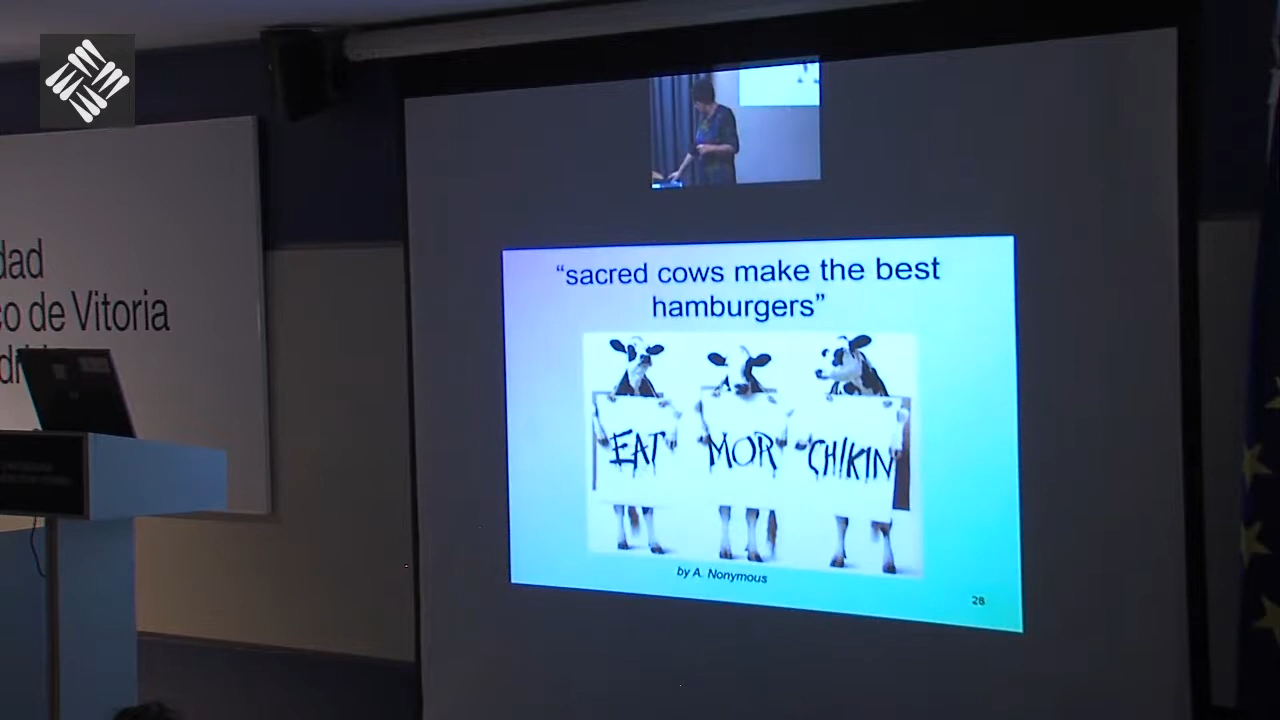 dad
co de Vitoria
“sacred cows make the best
hamburgers”
EAT MOR CHIKIN
by A. Nonymous
28